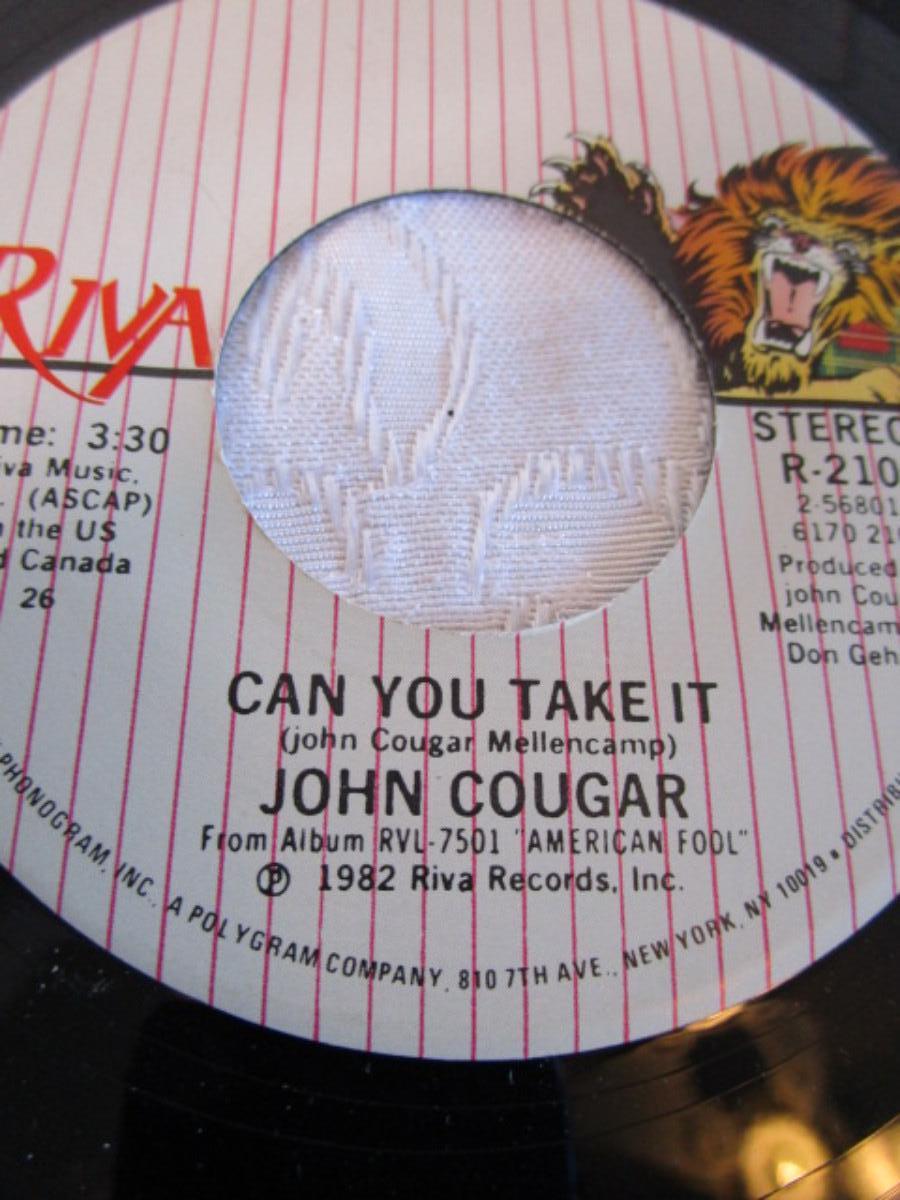 RIVA
me: 3:30
iva Music,
. (ASCAP)
n the US
d Canada
26
STEREO
R-210
2-56801
6170 210
Produced
john Cou
Mellencam
Don Geh
CAN YOU TAKE IT
(john Cougar Mellencamp)
JOHN COUGAR
From Album RVL-7501 "AMERICAN FOOL"
Ⓟ 1982 Riva Records, Inc.
PHONOGRAM, INC., A POLYGRAM COMPANY, 810 7TH AVE., NEW YORK, NY 10019 • DISTRIBU